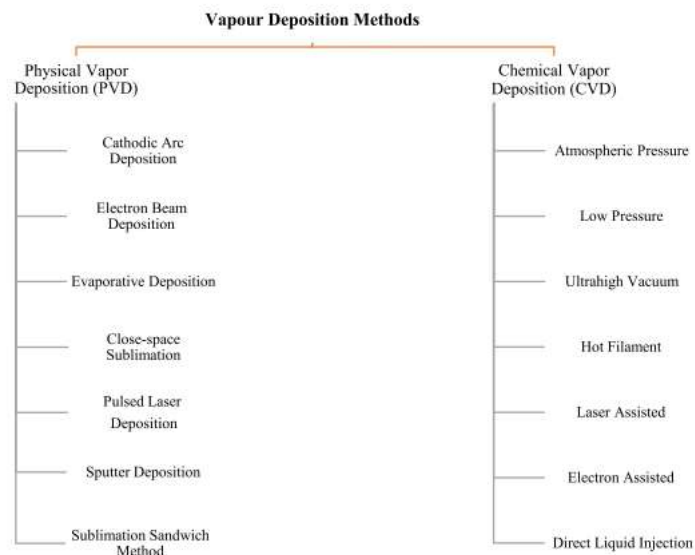 Vapour Deposition Methods
Physical Vapor
Deposition (PVD)
Cathodic Arc
Deposition
Electron Beam
Deposition
Evaporative Deposition
Close-space
Sublimation
Pulsed Laser
Deposition
Sputter Deposition
Sublimation Sandwich
Method
Chemical Vapor
Deposition (CVD)
Atmospheric Pressure
Low Pressure
Ultrahigh Vacuum
Hot Filament
Laser Assisted
Electron Assisted
Direct Liquid Injection